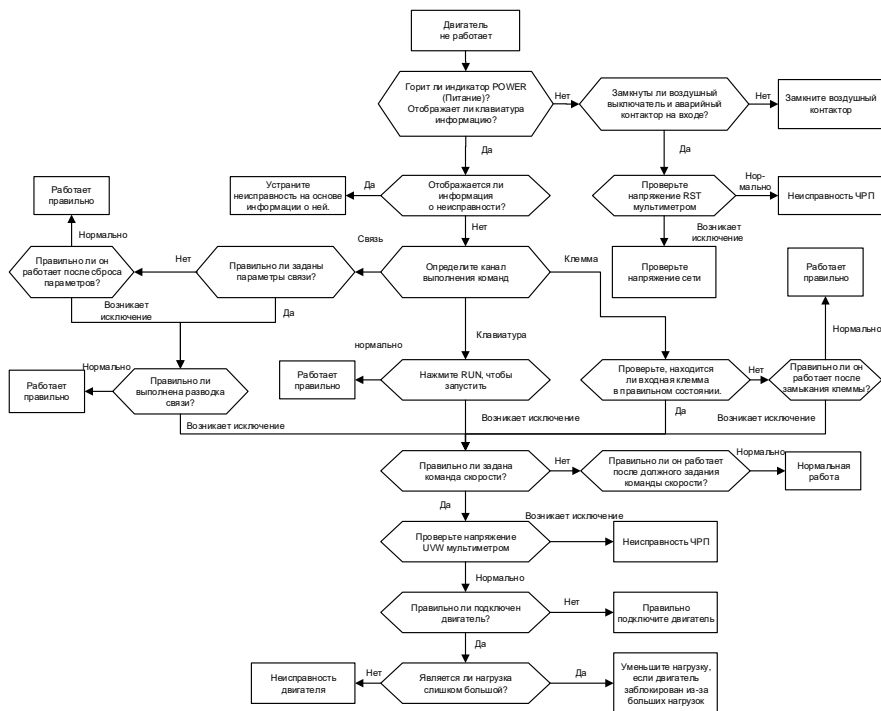 Двигатель
не работает
Горит ли индикатор POWER
(Питание)?
Отображает ли клавиатура
информацию?
Нет
Замкнуты ли воздушный
выключатель и аварийный
контактор на входе?
Нет
Замкните воздушный
контактор
Да
Да
Работает
правильно
Устраните
неисправность на основе
информации о ней.
Да
Отображается ли
информация
о неисправности?
Проверьте
напряжение RST
мультиметром
Нор-
мально
Неисправность ЧРП
Нормально
Связь
Нет
Клемма
Возникает
исключение
Правильно ли он
работает после сброса
параметров?
Нет
Правильно ли заданы
параметры связи?
Определите канал
выполнения команд
Проверьте
напряжение сети
Работает
правильно
Возникает
исключение
Да
Клавиатура
Нормально
нормально
Работает
правильно
Нормально
Правильно ли
выполнена разводка
связи?
Работает
правильно
Нажмите RUN, чтобы
запустить
Проверьте, находится
ли входная клемма
в правильном состоянии.
Нет
Правильно ли он
работает после
замыкания клеммы?
Возникает исключение
Возникает исключение
Да
Возникает исключение
Правильно ли задана
команда скорости?
Нет
Правильно ли он работает
после должного задания
команды скорости?
Нормально
Нормальная
работа
Да
Возникает исключение
Проверьте напряжение
UVW мультиметром
Неисправность ЧРП
Нормально
Правильно ли подключен
двигатель?
Нет
Правильно
подключите двигатель
Да
Неисправность
двигателя
Нет
Является ли нагрузка
слишком большой?
Да
Уменьшите нагрузку,
если двигатель
заблокирован из-за
больших нагрузок